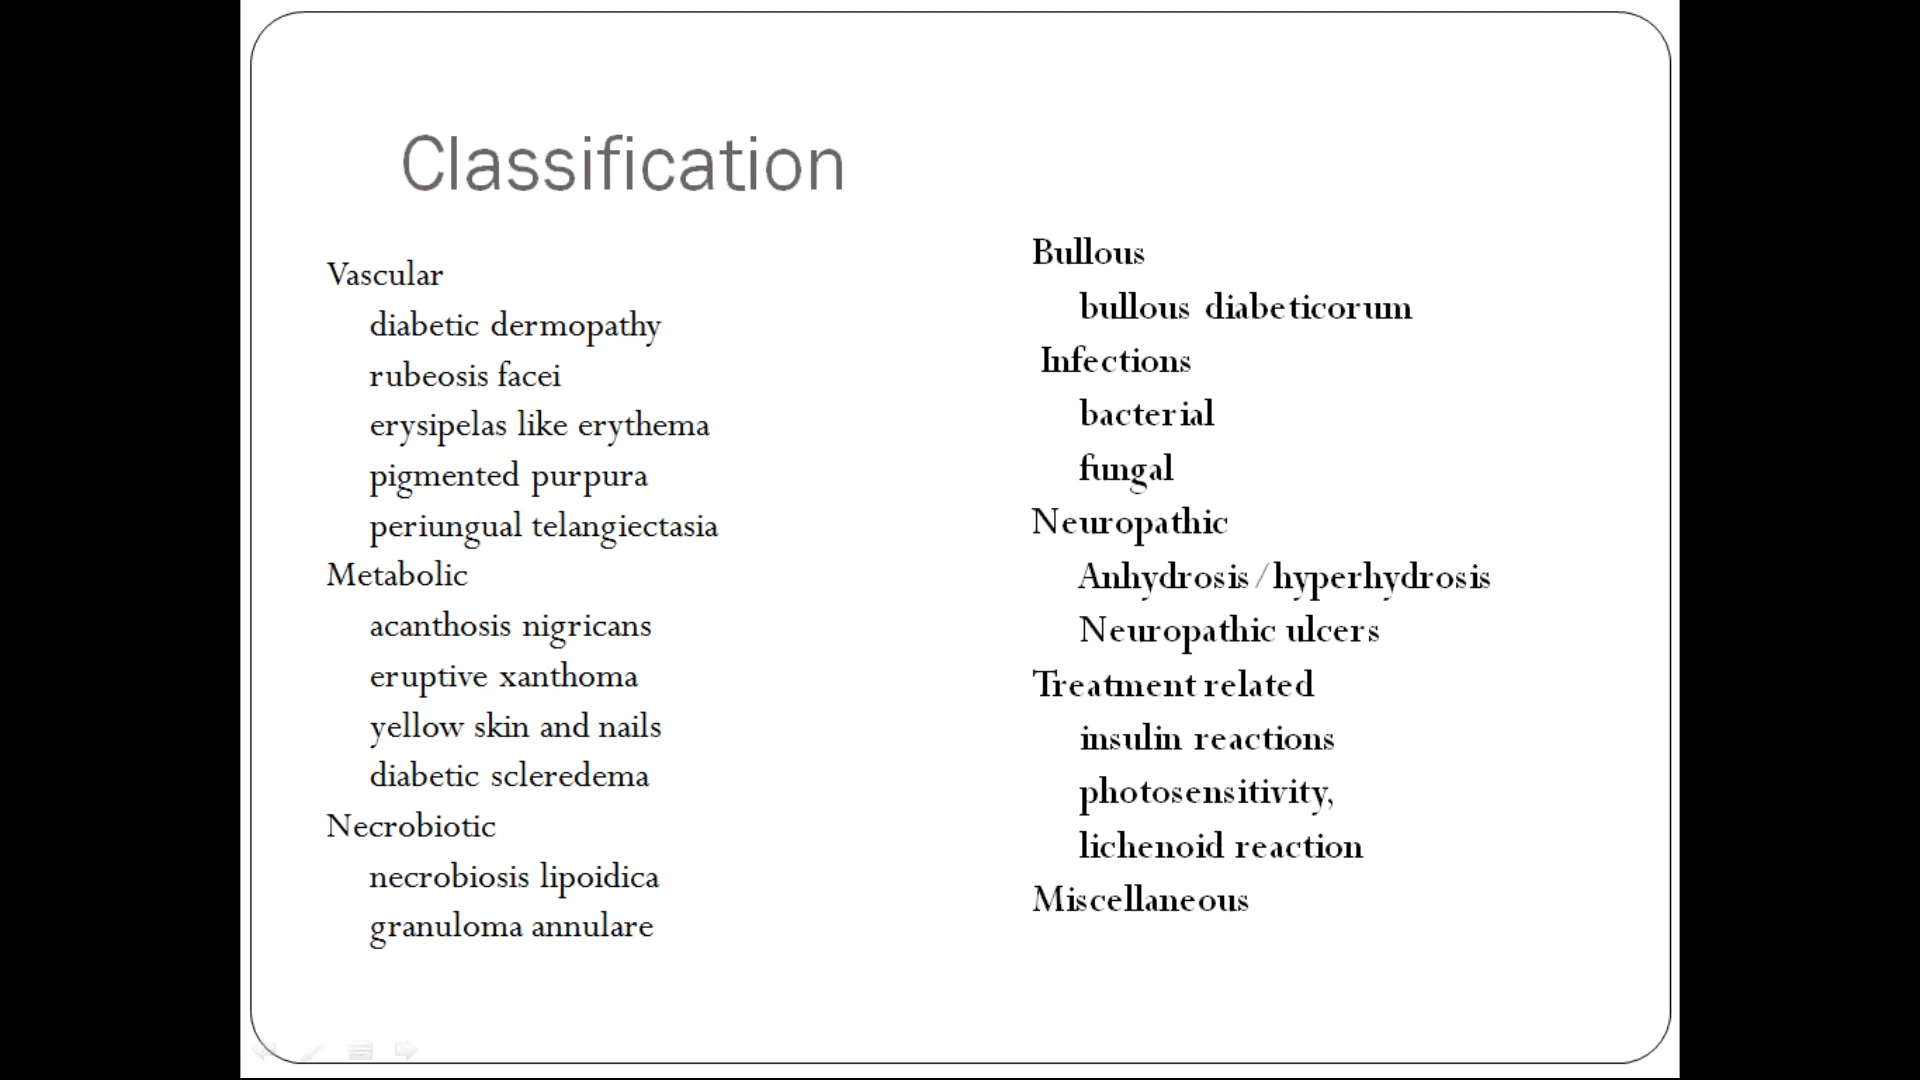 Classification
Vascular
diabetic dermopathy
rubeosis facei
erysipelas like erythema
pigmented purpura
periungual telangiectasia
Metabolic
acanthosis nigricans
eruptive xanthoma
yellow skin and nails
diabetic scleredema
Necrobiotic
necrobiosis lipoidica
granuloma annulare
Bullous
bullous diabeticorum
Infections
bacterial
fungal
Neuropathic
Anhydrosis/hyperhydrosis
Neuropathic ulcers
Treatment related
insulin reactions
photosensitivity,
lichenoid reaction
Miscellaneous